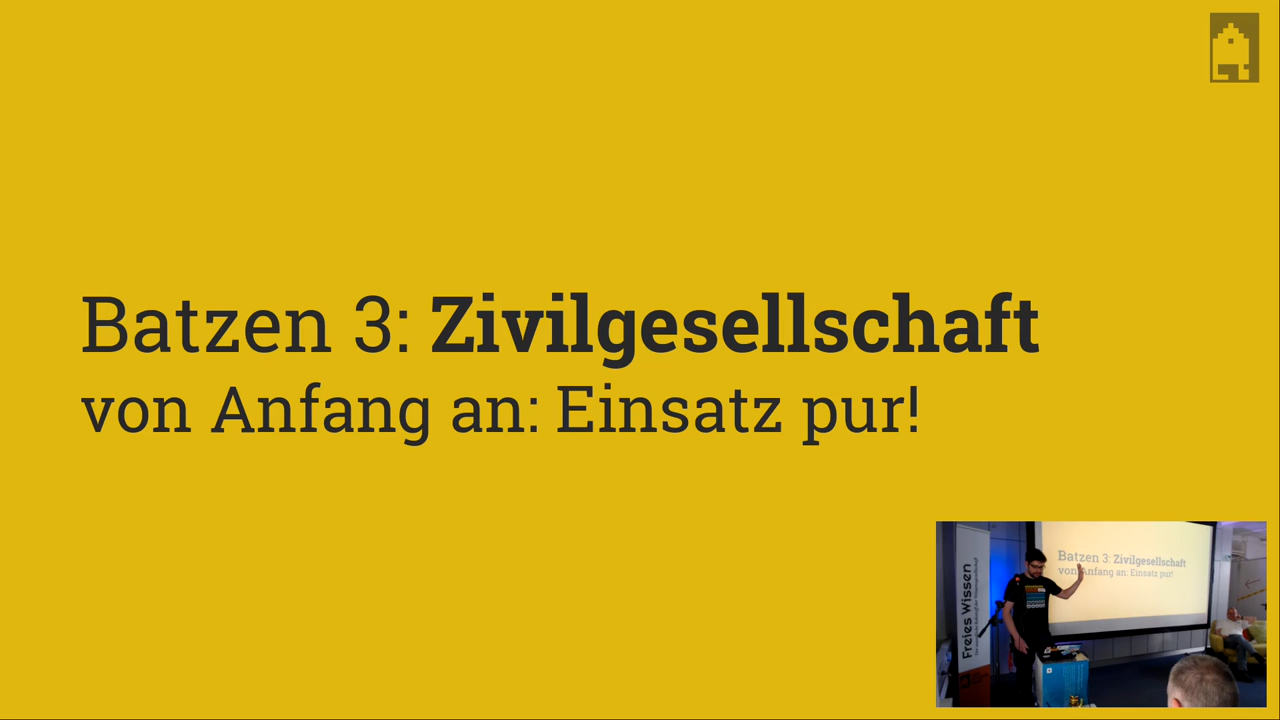 Batzen 3: Zivilgesellschaft
von Anfang an: Einsatz pur!
Freies Wissen
Batzen 3: Zivilgesellschaft
von Anfang an: Einsatz pur!